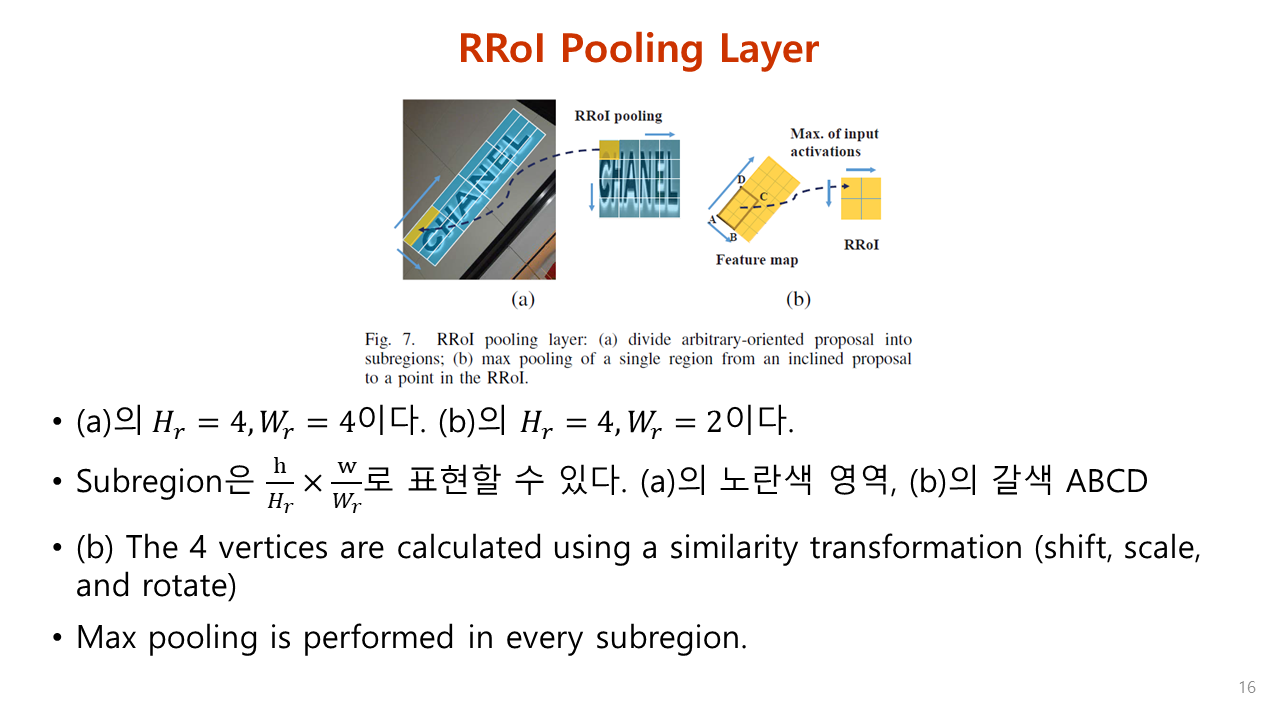 RRoI Pooling Layer
CHANEL
RRoI pooling
CHANEL
Max. of input
activations
D
C
A
B
RRoI
Feature map
(a)
(b)
Fig. 7. RRoI pooling layer: (a) divide arbitrary-oriented proposal into
subregions; (b) max pooling of a single region from an inclined proposal
to a point in the RRoI.
• (a)의 H_r = 4, W_r = 4이다. (b)의 H_r = 4, W_r = 2이다.
• Subregion은 h/H_r × w/W_r로 표현할 수 있다. (a)의 노란색 영역, (b)의 갈색 ABCD
• (b) The 4 vertices are calculated using a similarity transformation (shift, scale,
and rotate)
• Max pooling is performed in every subregion.
16